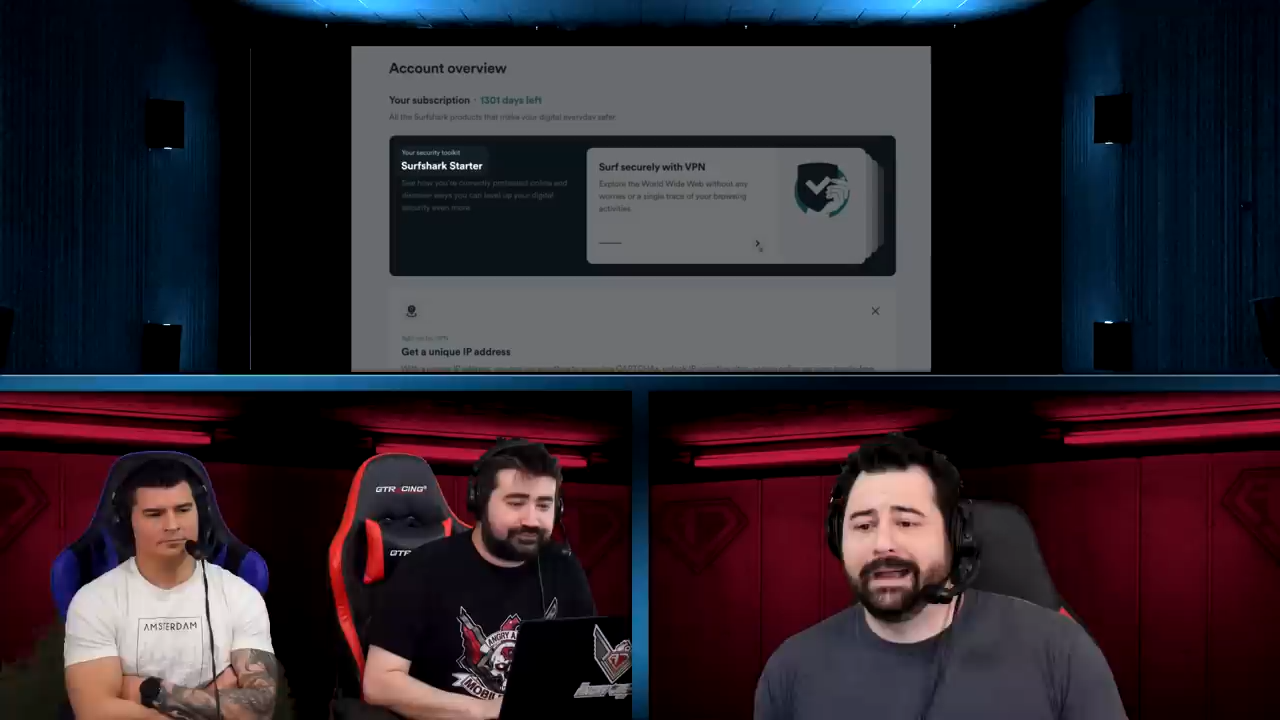 Account overview
Your subscription · 1301 days left
All the Surfshark products that make your digital everyday safer
Your security toolkit
Surfshark Starter
See how you're currently protected online and
discover ways you can level up your digital
security even more.
Surf securely with VPN
Explore the World Wide Web without any
worries or a single trace of your browsing
activities.
Get a unique IP address
GTRACING
GT
AMSTERDAM
ANGRY